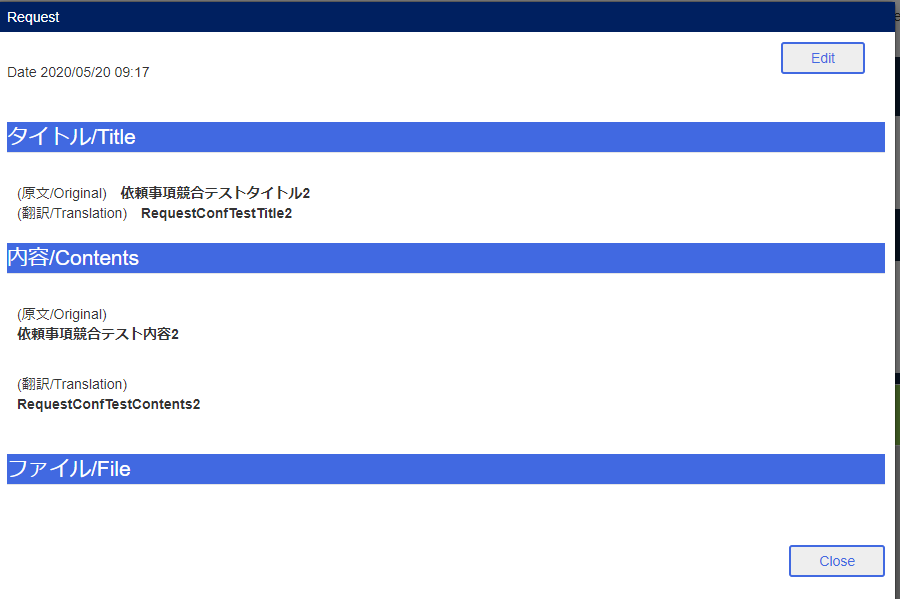 Request
Edit
Date 2020/05/20 09:17
タイトル/Title
(原文/Original) 依頼事項競合テストタイトル2
(翻訳/Translation) RequestConfTestTitle2
内容/Contents
(原文/Original)
依頼事項競合テスト内容2
(翻訳/Translation)
RequestConfTestContents2
ファイル/File
Close